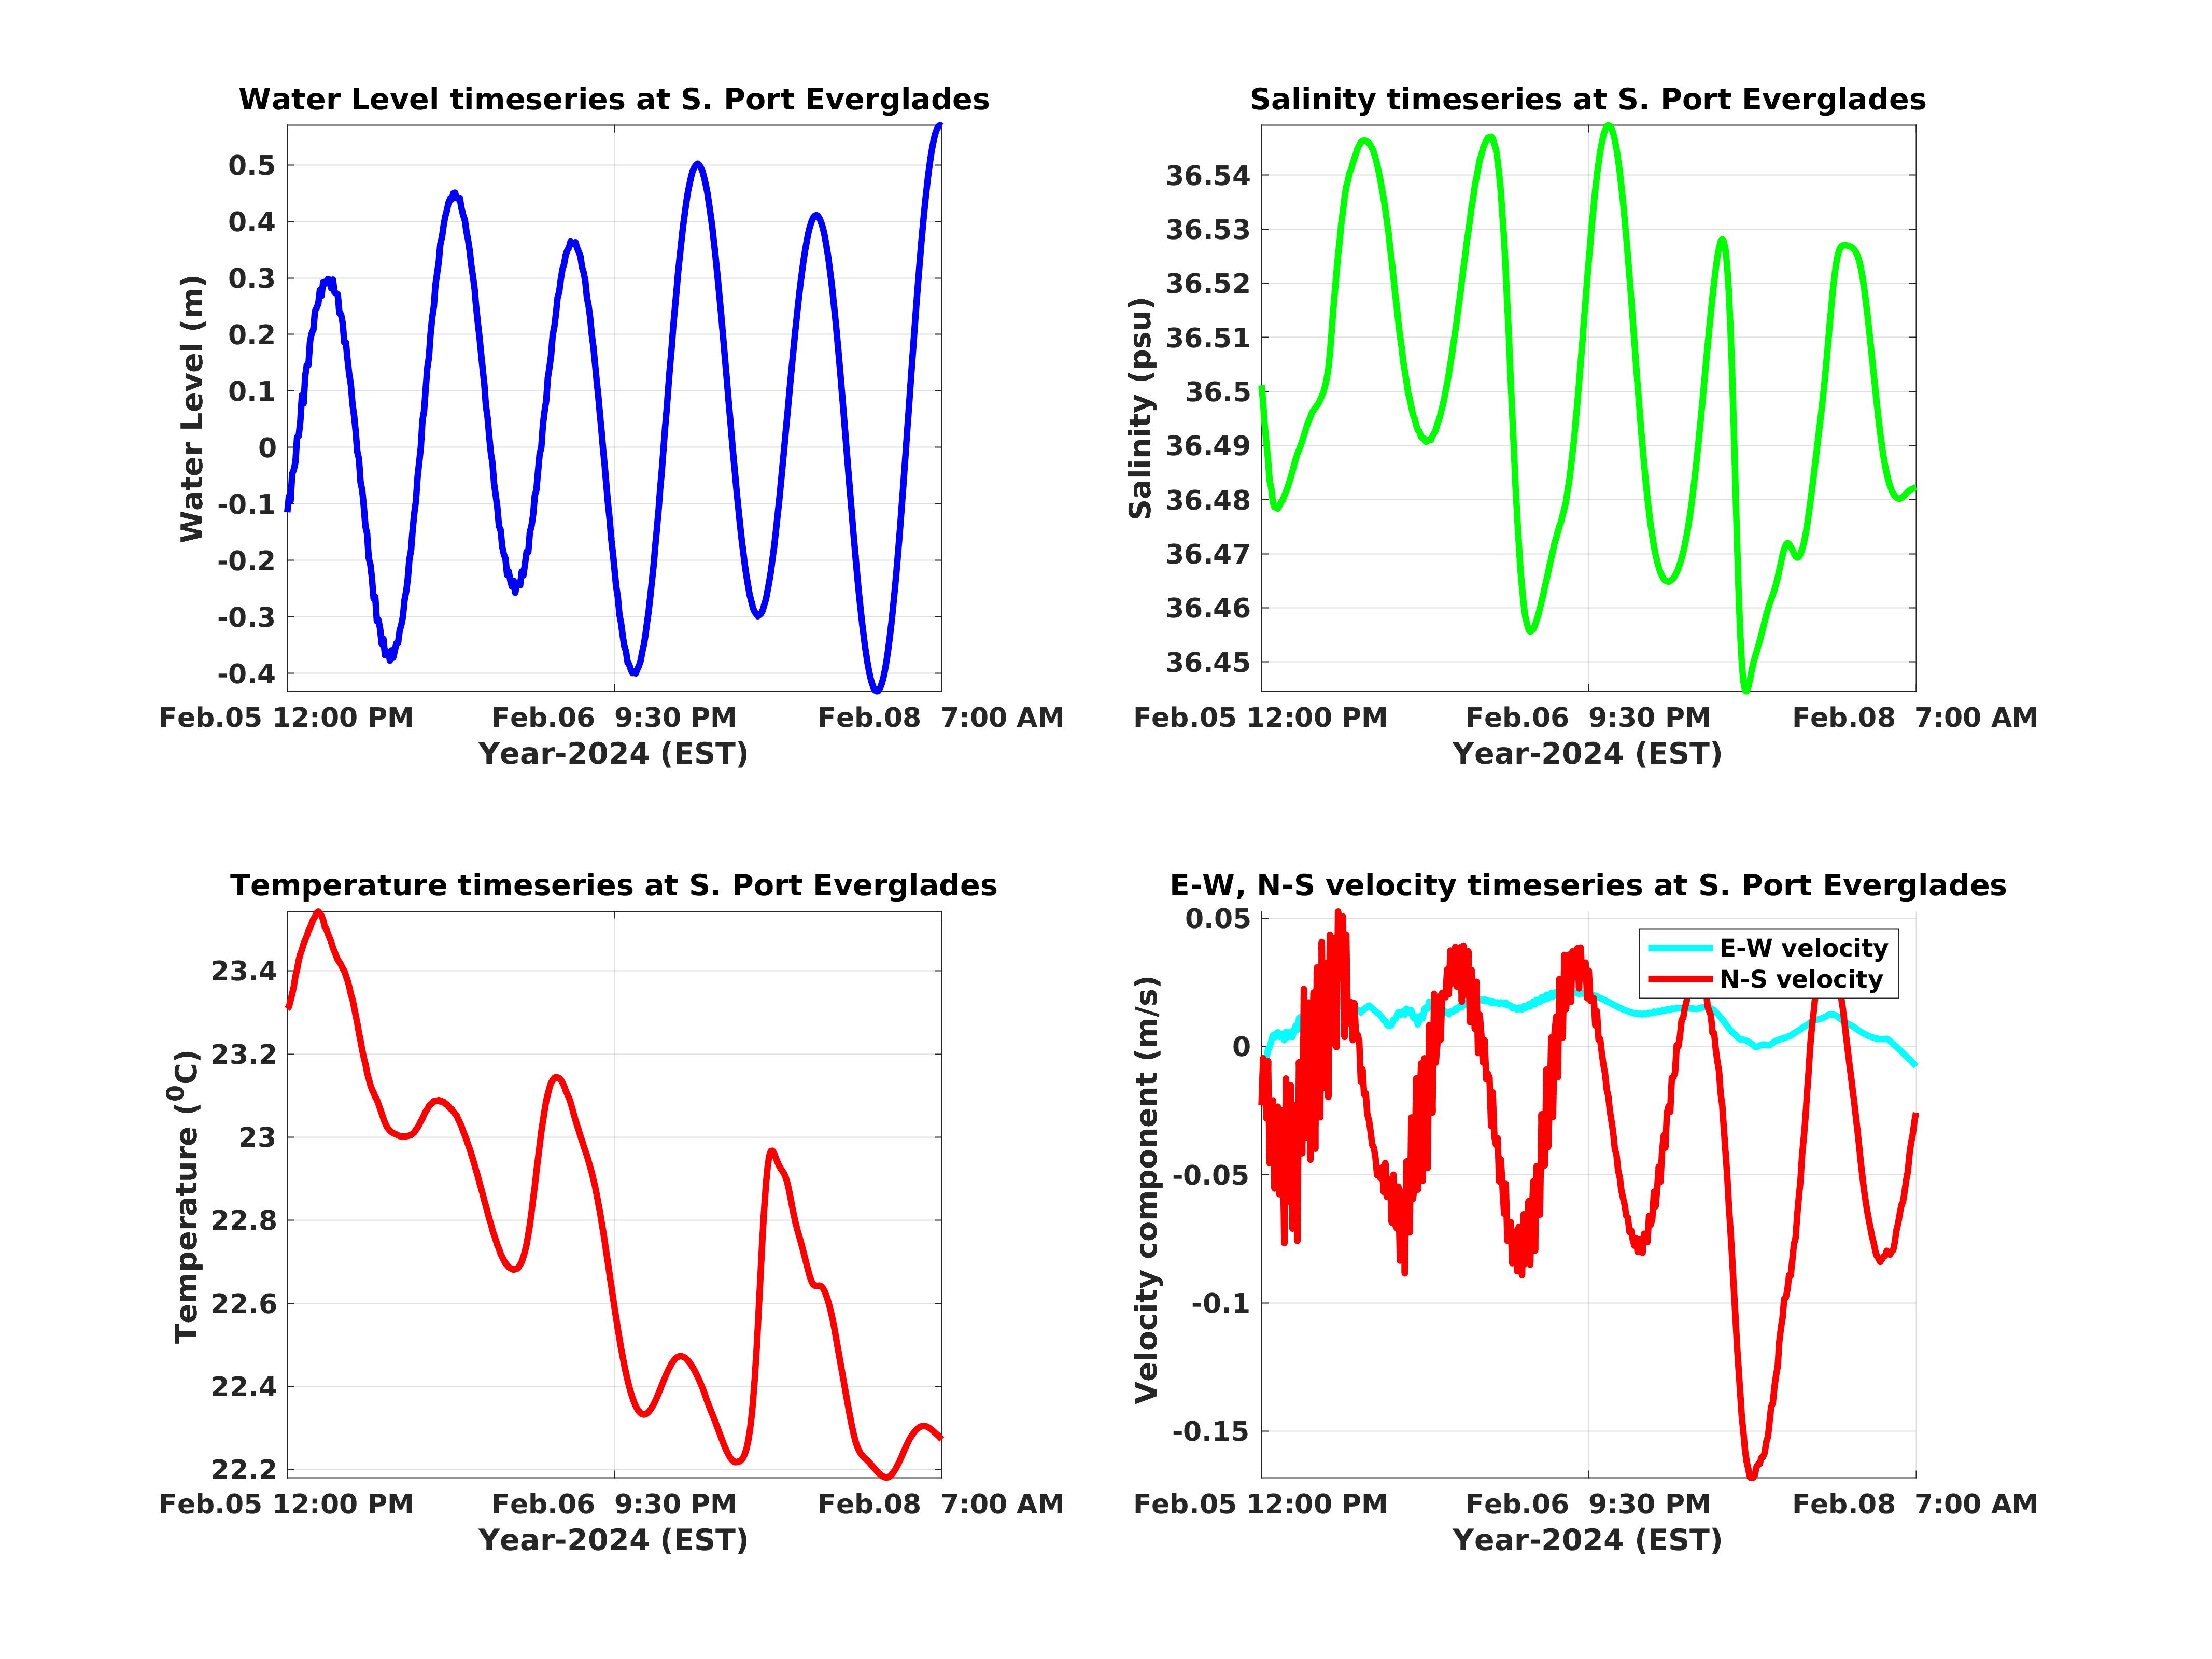 Water Level timeseries at S. Port Everglades
Water Level (m)
0.5
0.4
0.3
0.2
0.1
0
-0.1
-0.2
-0.3
-0.4
Feb.05 12:00 PM
Feb.06 9:30 PM
Feb.08 7:00 AM
Year-2024 (EST)
Salinity timeseries at S. Port Everglades
Salinity (psu)
36.54
36.53
36.52
36.51
36.5
36.49
36.48
36.47
36.46
36.45
Feb.05 12:00 PM
Feb.06 9:30 PM
Feb.08 7:00 AM
Year-2024 (EST)
Temperature timeseries at S. Port Everglades
Temperature (⁰C)
23.4
23.2
23
22.8
22.6
22.4
22.2
Feb.05 12:00 PM
Feb.06 9:30 PM
Feb.08 7:00 AM
Year-2024 (EST)
E-W, N-S velocity timeseries at S. Port Everglades
Velocity component (m/s)
0.05
0
-0.05
-0.1
-0.15
E-W velocity
N-S velocity
Feb.05 12:00 PM
Feb.06 9:30 PM
Feb.08 7:00 AM
Year-2024 (EST)